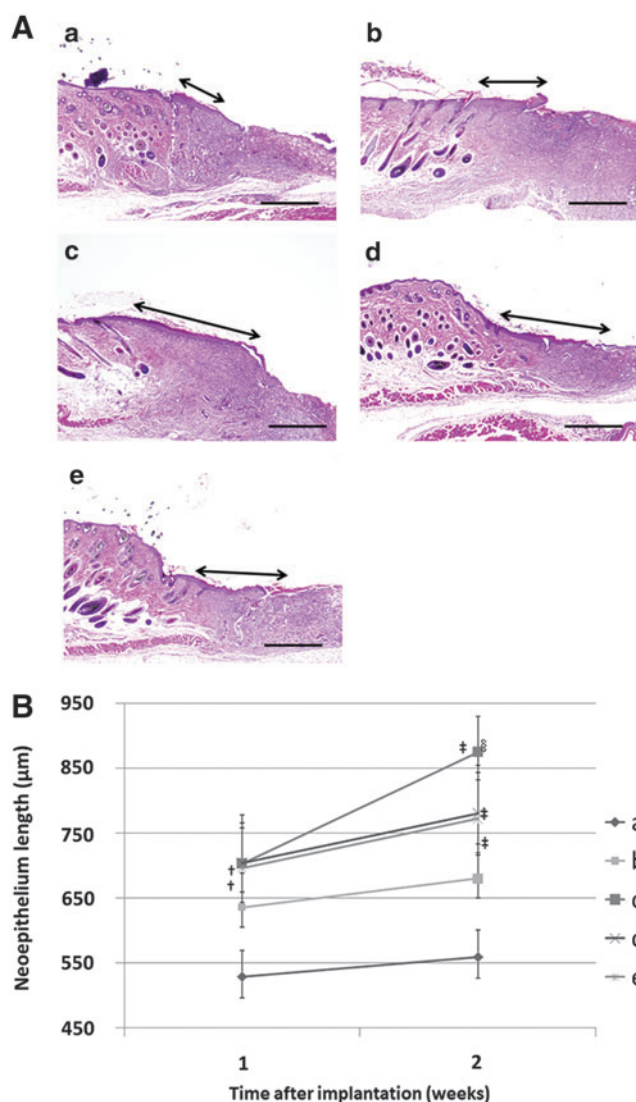 A
a
b
c
d
e
B
950
850
750
650
550
450
Neoepithelium length (µm)
‡
§
‡
‡
†
†
a
b
1
2
Time after implantation (weeks)